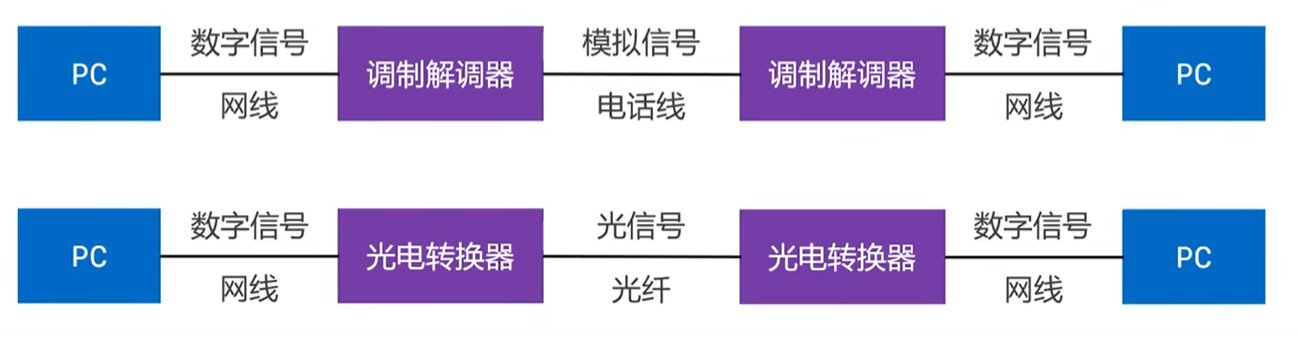 数字信号 模拟信号 数字信号
PC 调制解调器 调制解调器 PC
网线 电话线 网线
数字信号 光信号 数字信号
PC 光电转换器 光电转换器 PC
网线 光纤 网线